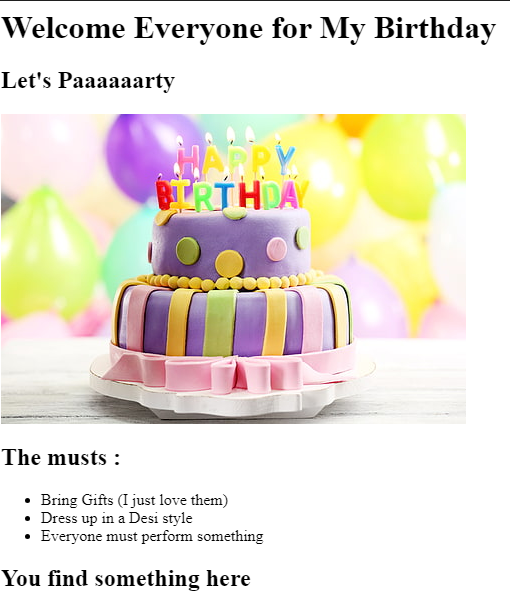 Welcome Everyone for My Birthday
Let's Paaaaaarty
HAPPY
BIRTHDAY
The musts :
Bring Gifts (I just love them)
Dress up in a Desi style
Everyone must perform something
You find something here